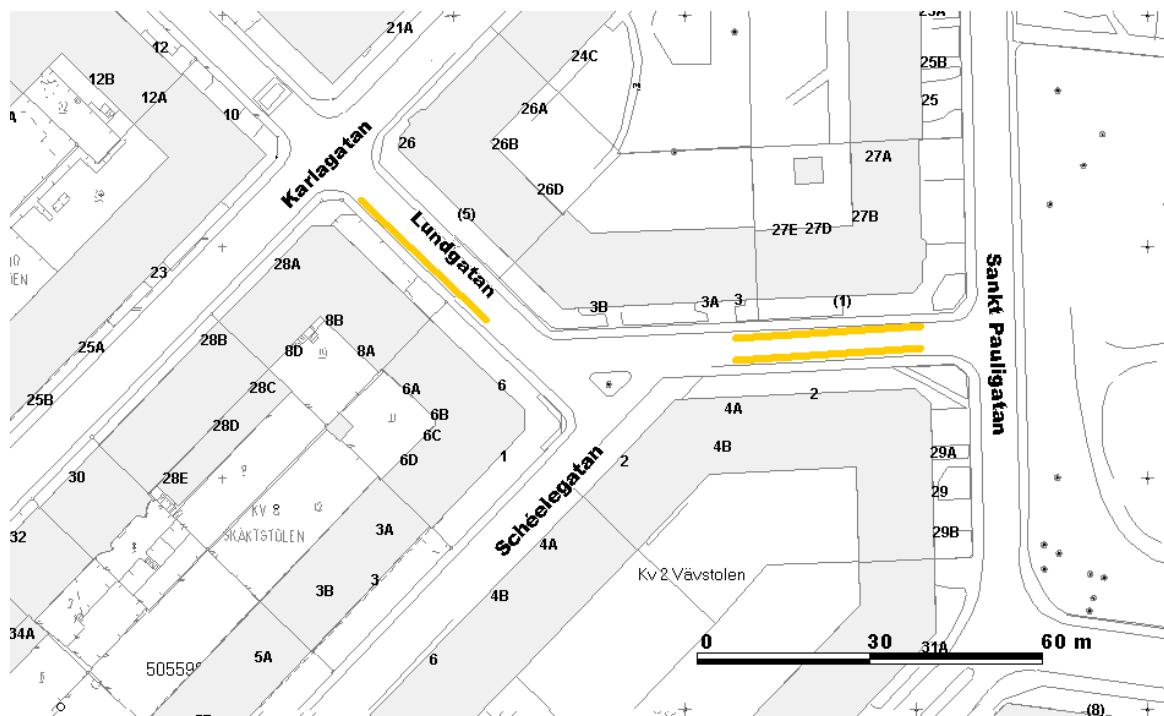 23A
21A
12
24C
25B
12B
12A
25
26A
10
26
26B
27A
26D
(5)
27B
27E
27D
Karlagatan
Lundgatan
28A
23
Sankt Pauligatan
3B
3A
3
(1)
8B
28B
8D
8A
25A
28C
6A
6
2
25B
6B
4A
28D
6C
4B
29A
6D
1
2
30
28E
29
KV 8
SKÄKTSTOLEN
12
Schéelegatan
3A
29B
32
4A
Kv 2 Vävstolen
3
3B
4B
34A
0
30
60 m
31A
5A
6
(8)